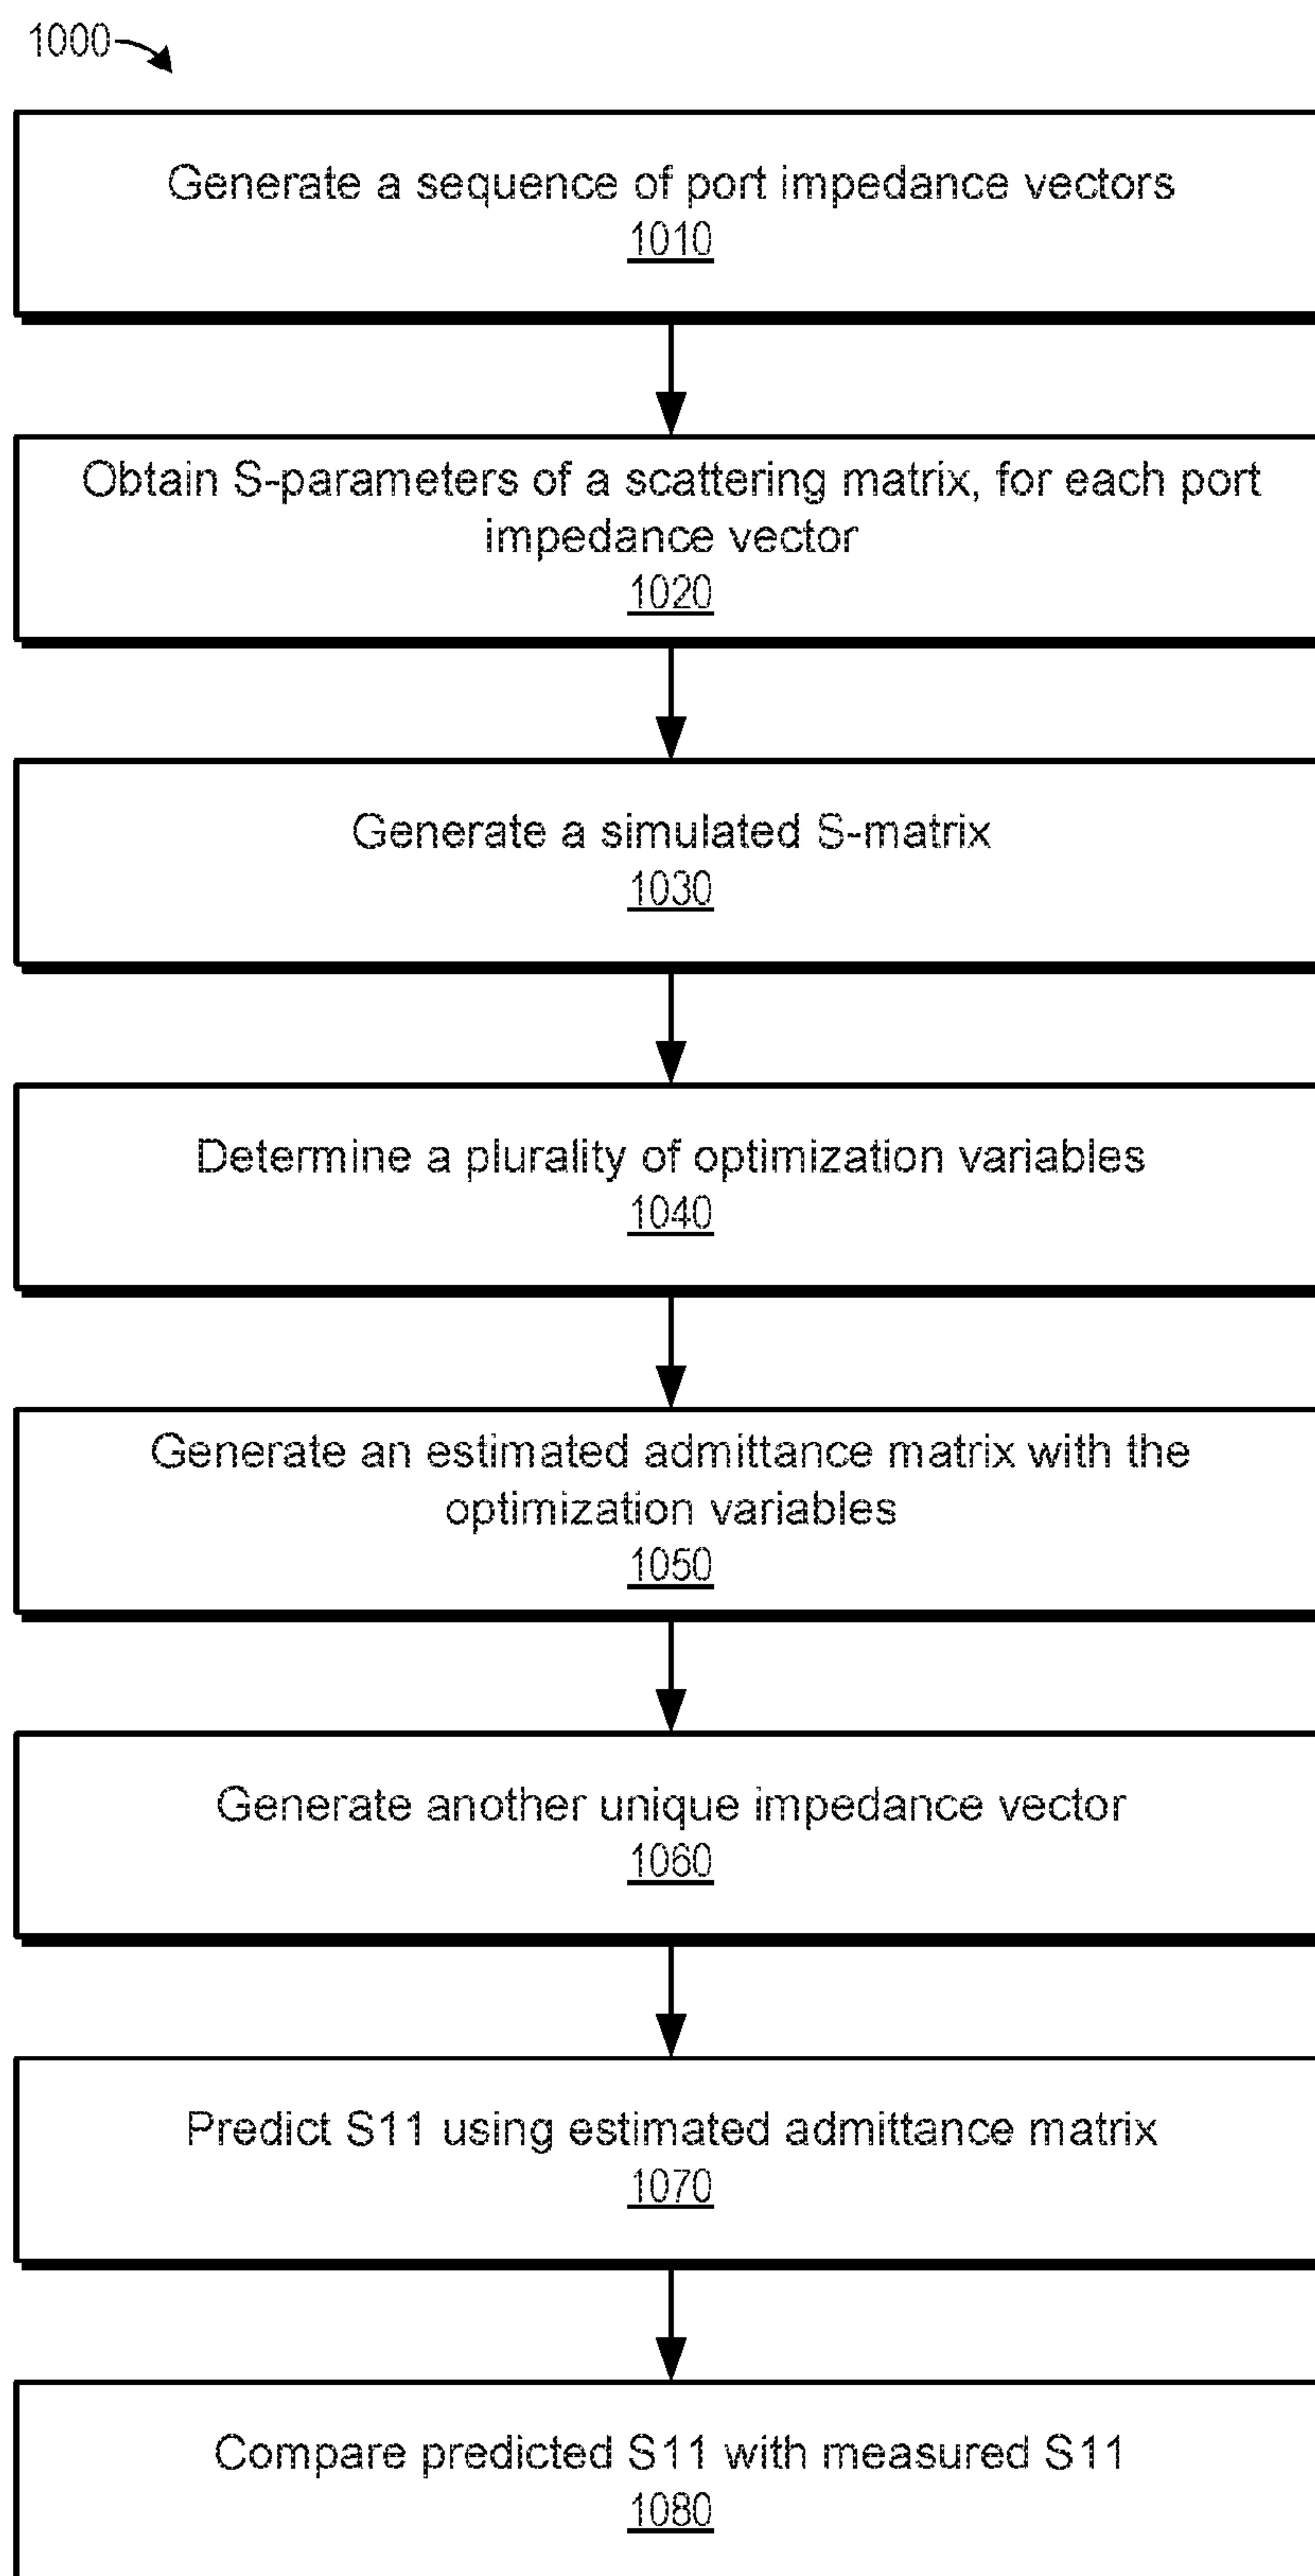 1000
Generate a sequence of port impedance vectors
1010
Obtain S-parameters of a scattering matrix, for each port
impedance vector
1020
Generate a simulated S-matrix
1030
Determine a plurality of optimization variables
1040
Generate an estimated admittance matrix with the
optimization variables
1050
Generate another unique impedance vector
1060
Predict S11 using estimated admittance matrix
1070
Compare predicted S11 with measured S11
1080